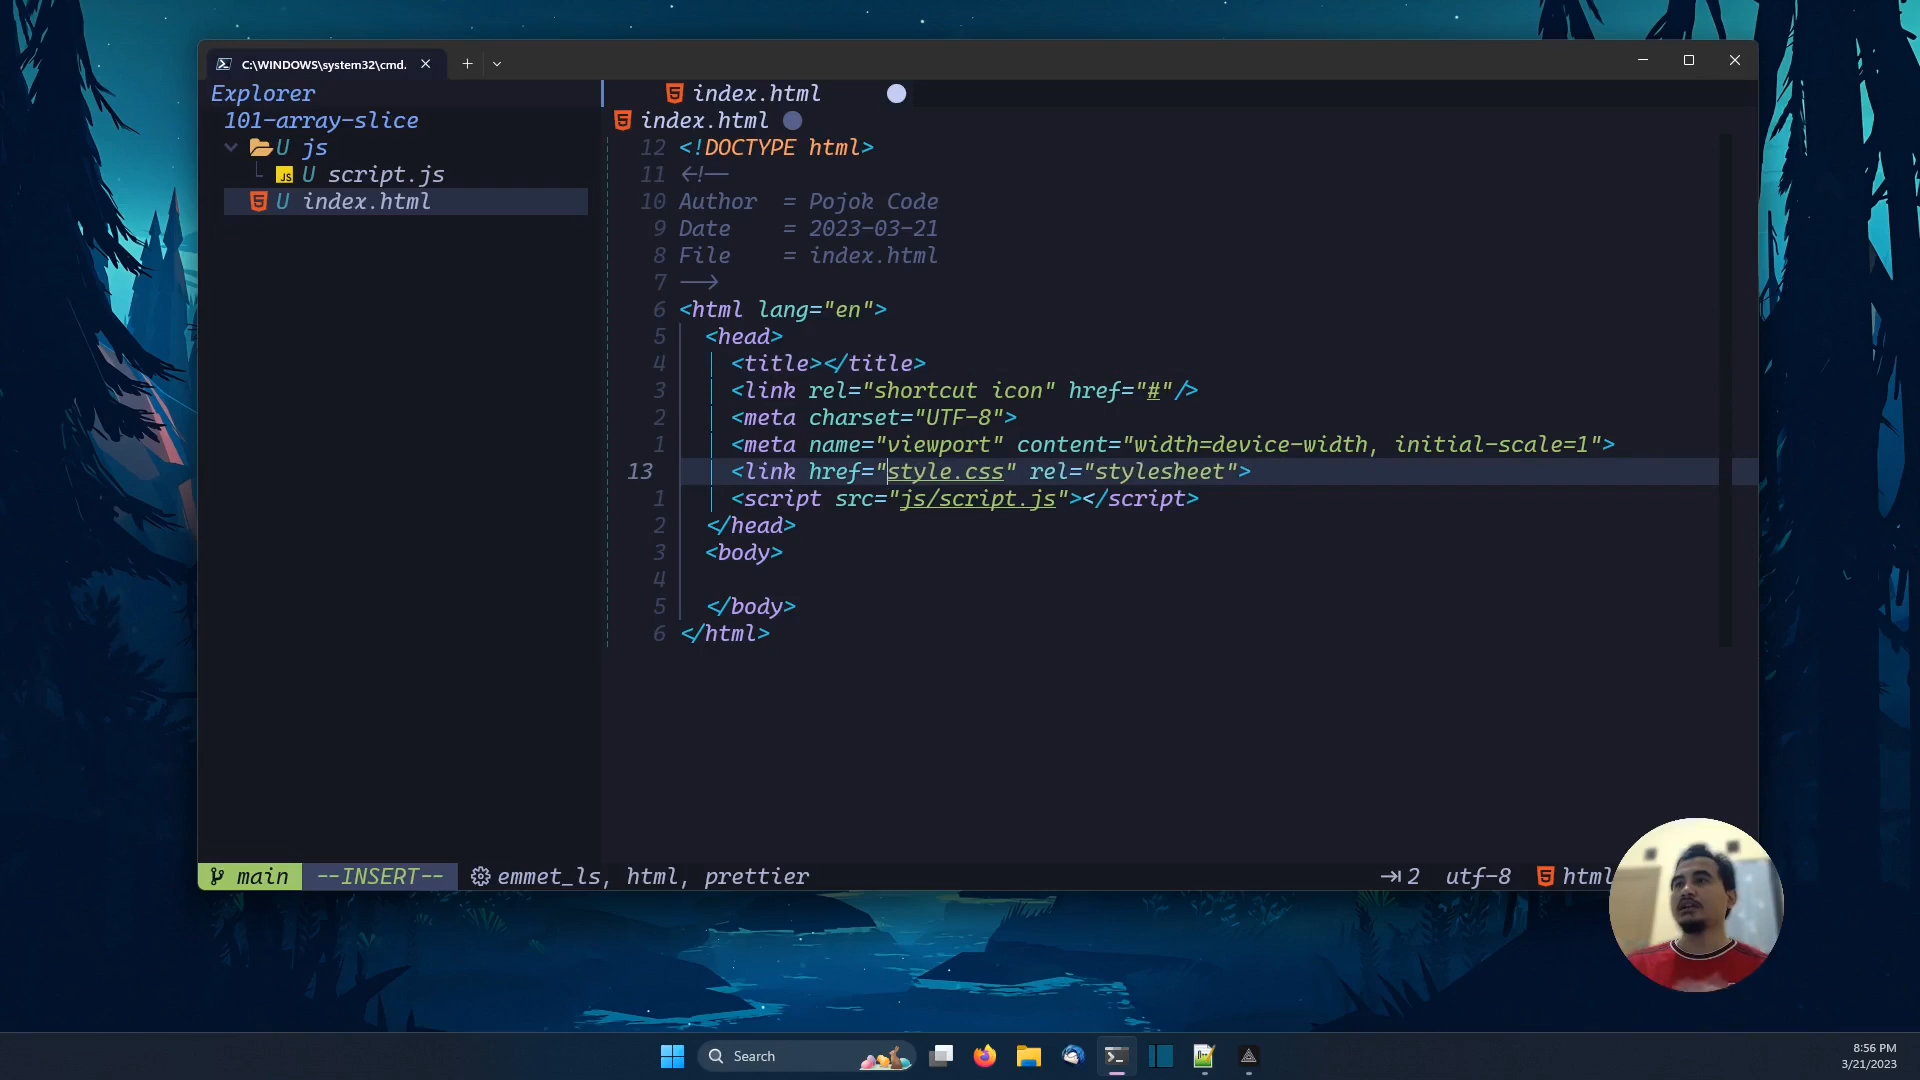 C:\WINDOWS\system32\cmd.
Explorer
101-array-slice
U js
JS U script.js
U index.html
index.html
index.html
12 <!DOCTYPE html>
11 <!--
10 Author = Pojok Code
9 Date = 2023-03-21
8 File = index.html
7 -->
6 <html lang="en">
5 <head>
4 <title></title>
3 <link rel="shortcut icon" href="#"/>
2 <meta charset="UTF-8">
1 <meta name="viewport" content="width=device-width, initial-scale=1">
13 <link href="style.css" rel="stylesheet">
1 <script src="js/script.js"></script>
2 </head>
3 <body>
4
5 </body>
6 </html>
main --INSERT-- emmet_ls, html, prettier 2 utf-8 html
Search
8:56 PM
3/21/2023